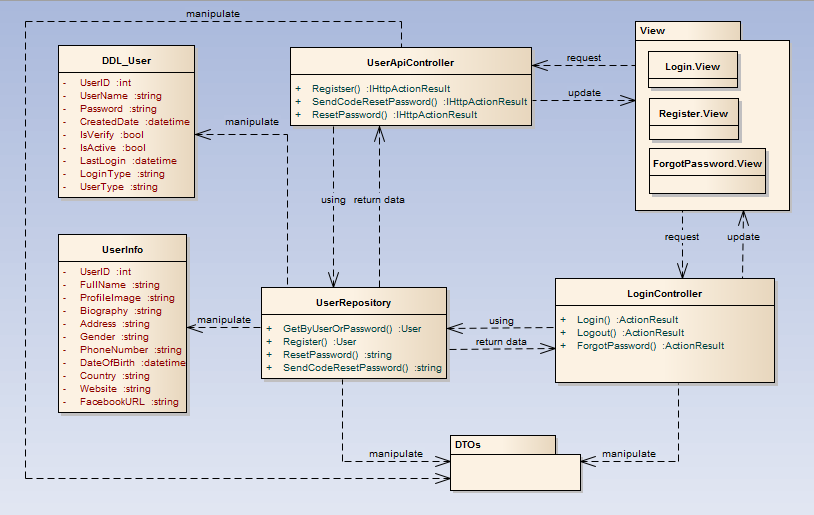 manipulate
View
DDL_User
- UserID :int
- UserName :string
- Password :string
- CreatedDate :datetime
- IsVerify :bool
- IsActive :bool
- LastLogin :datetime
- LoginType :string
- UserType :string
UserApiController
+ Registser() :IHttpActionResult
+ SendCodeResetPassword() :IHttpActionResult
+ ResetPassword() :IHttpActionResult
request
update
Login.View
Register.View
ForgotPassword.View
manipulate
using
return data
request
update
UserInfo
- UserID :int
- FullName :string
- ProfileImage :string
- Biography :string
- Address :string
- Gender :string
- PhoneNumber :string
- DateOfBirth :datetime
- Country :string
- Website :string
- FacebookURL :string
manipulate
UserRepository
+ GetByUserOrPassword() :User
+ Register() :User
+ ResetPassword() :string
+ SendCodeResetPassword() :string
using
return data
LoginController
+ Login() :ActionResult
+ Logout() :ActionResult
+ ForgotPassword() :ActionResult
manipulate
DTOs
manipulate